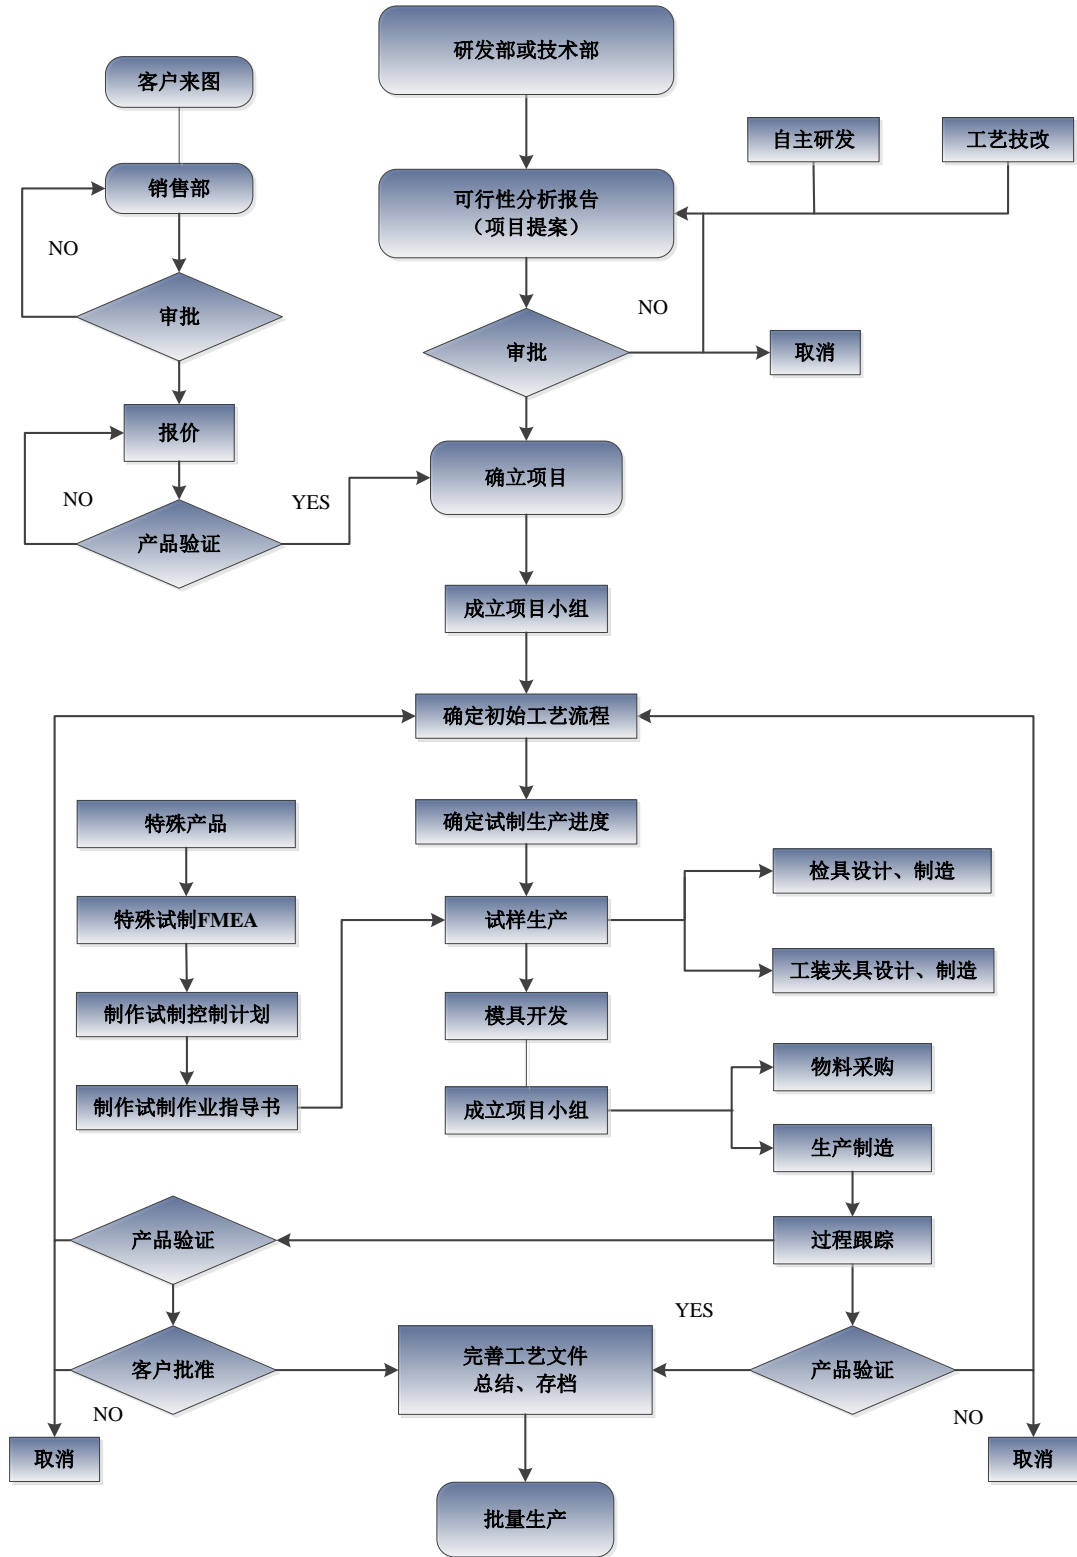 研发部或技术部
客户来图
自主研发
工艺技改
销售部
可行性分析报告
（项目提案）
NO
NO
审批
审批
取消
报价
确立项目
NO
YES
产品验证
成立项目小组
确定初始工艺流程
特殊产品
确定试制生产进度
检具设计、制造
特殊试制FMEA
试样生产
工装夹具设计、制造
制作试制控制计划
模具开发
物料采购
制作试制作业指导书
成立项目小组
生产制造
产品验证
过程跟踪
YES
客户批准
完善工艺文件
总结、存档
产品验证
NO
NO
取消
取消
批量生产